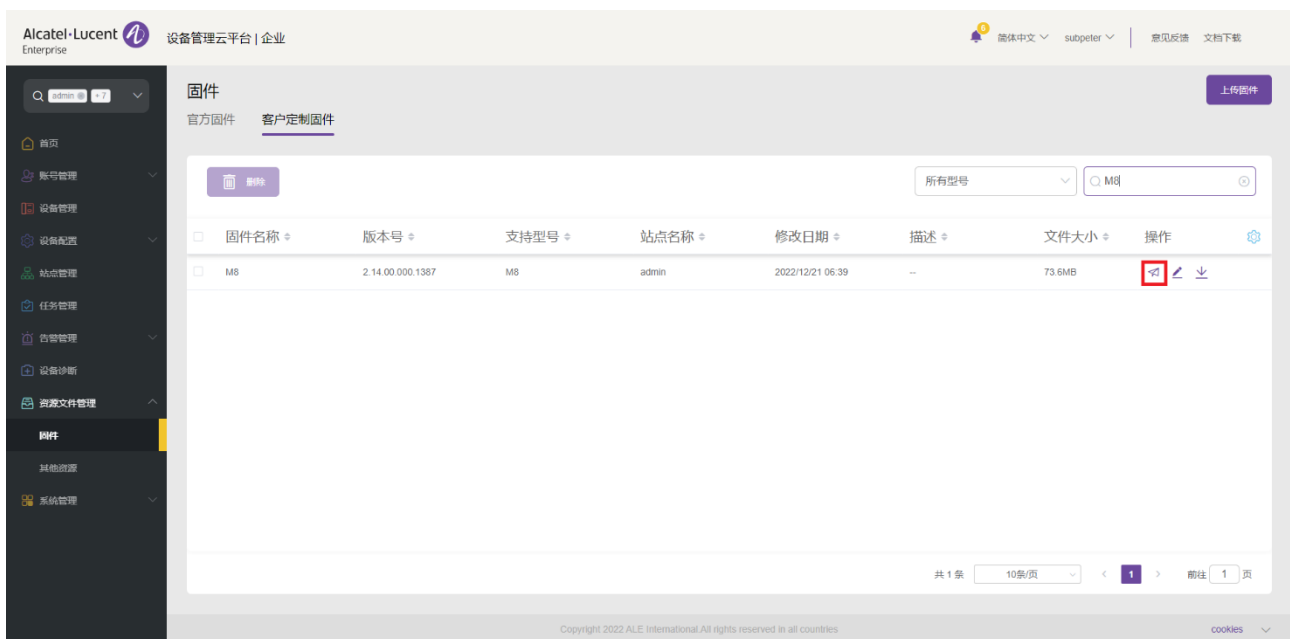 Alcatel·Lucent
Enterprise
设备管理云平台 | 企业
6
简体中文 subpeter 意见反馈 文档下载
admin + 7
固件
上传固件
官方固件 客户定制固件
首页
账号管理
设备管理
设备配置
站点管理
任务管理
告警管理
设备诊断
资源文件管理
固件
其他资源
系统管理
删除 所有型号 M8
固件名称 版本号 支持型号 站点名称 修改日期 描述 文件大小 操作
M8 2.14.00.000.1387 M8 admin 2022/12/21 06:39 -- 73.6MB
共 1 条 10条/页 1 前往 1 页
Copyright 2022 ALE International.All rights reserved in all countries cookies